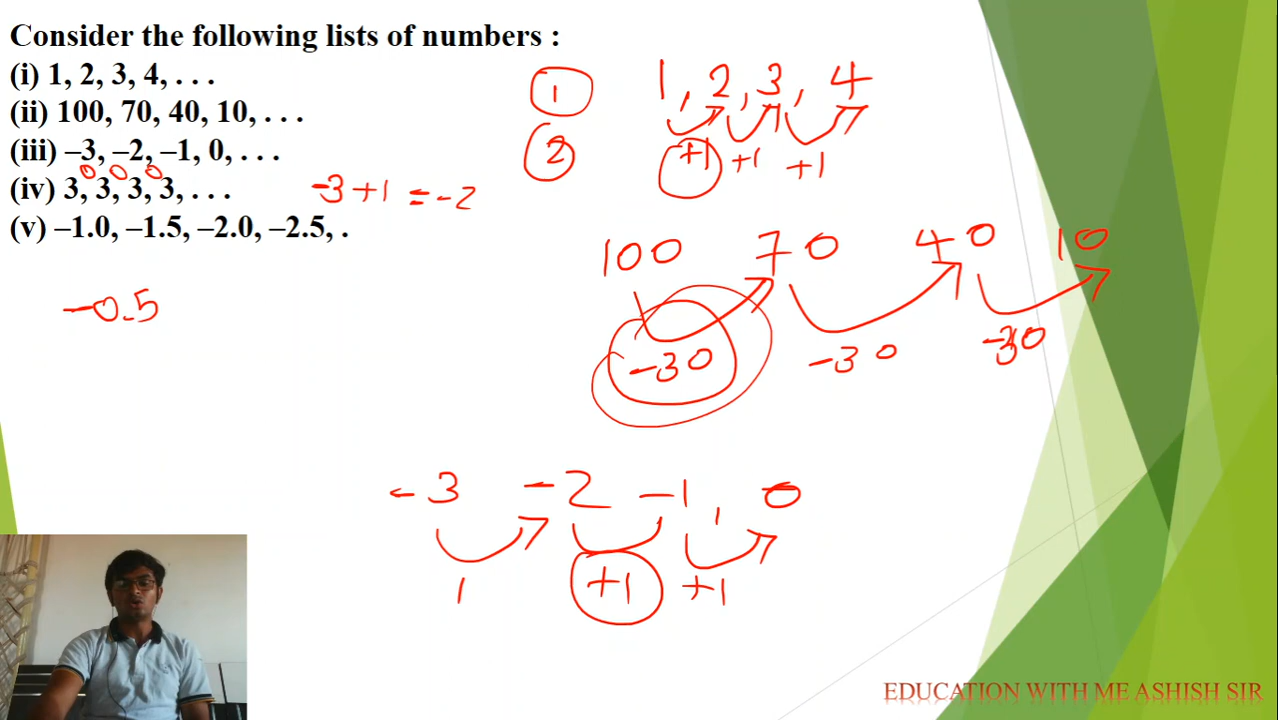 Consider the following lists of numbers :
(i) 1, 2, 3, 4, . . .
(ii) 100, 70, 40, 10, . . .
(iii) –3, –2, –1, 0, . . .
0 0 0
(iv) 3, 3, 3, 3, . . .
(v) –1.0, –1.5, –2.0, –2.5, .
-3 + 1 = -2
-0.5
1
2
1, 2, 3, 4
+1 +1 +1
100 70 40 10
-30 -30 -30
-3 -2 -1, 0
1 +1 +1
EDUCATION WITH ME ASHISH SIR